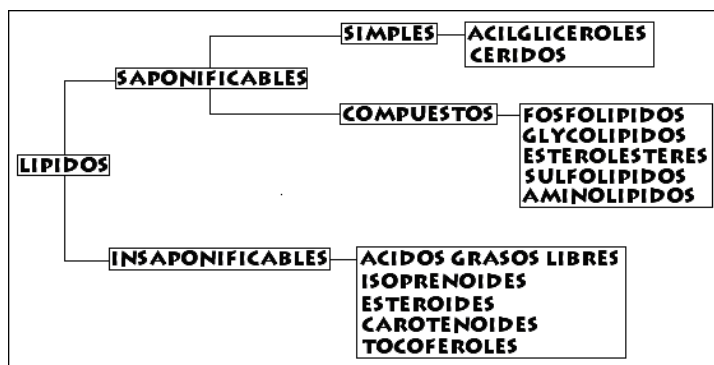 SIMPLES
ACILGLICEROLES
CERIDOS
SAPONIFICABLES
COMPUESTOS
FOSFOLIPIDOS
GLYCOLIPIDOS
ESTEROLESTERES
SULFOLIPIDOS
AMINOLIPIDOS
LIPIDOS
INSAPONIFICABLES
ACIDOS GRASOS LIBRES
ISOPRENOIDES
ESTEROIDES
CAROTENOIDES
TOCOFEROLES